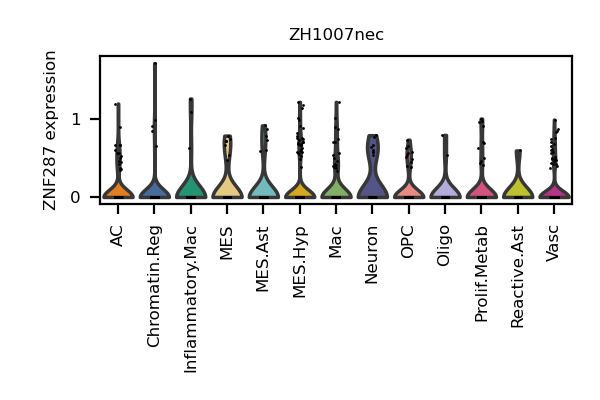 ZH1007nec
ZNF287 expression
1
0
AC
Chromatin.Reg
Inflammatory.Mac
MES
MES.Ast
MES.Hyp
Mac
Neuron
OPC
Oligo
Prolif.Metab
Reactive.Ast
Vasc